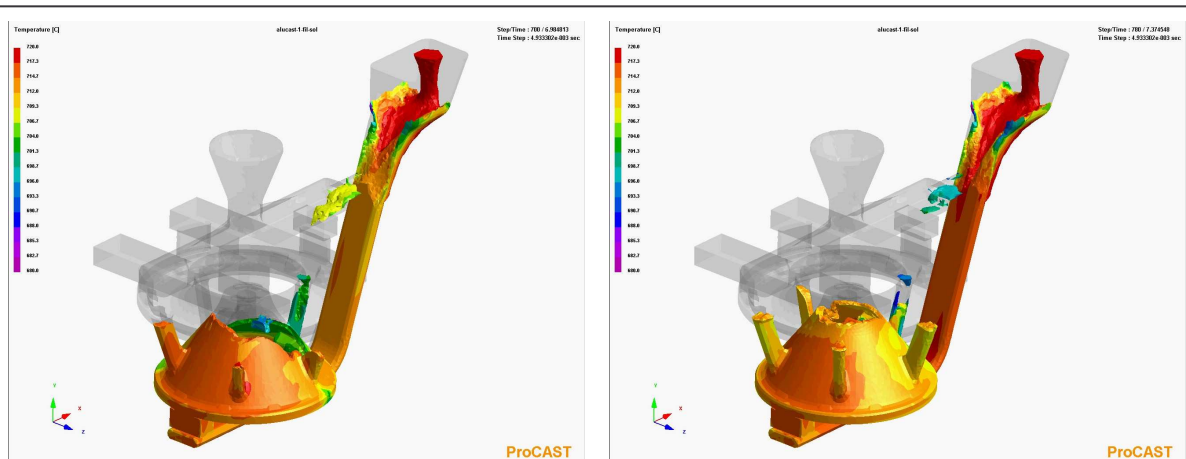 Temperature [C]
alucast-1-fil-sol
Step/Time : 780 / 6.984813
Time Step : 4.933302e-003 sec
720.0
717.3
714.7
712.0
709.3
706.7
704.0
701.3
698.7
696.0
693.3
690.7
688.0
685.3
682.7
680.0
Y
X
Z
ProCAST
Temperature [C]
alucast-1-fil-sol
Step/Time : 780 / 7.374548
Time Step : 4.933302e-003 sec
720.0
717.3
714.7
712.0
709.3
706.7
704.0
701.3
698.7
696.0
693.3
690.7
688.0
685.3
682.7
680.0
Y
X
Z
ProCAST